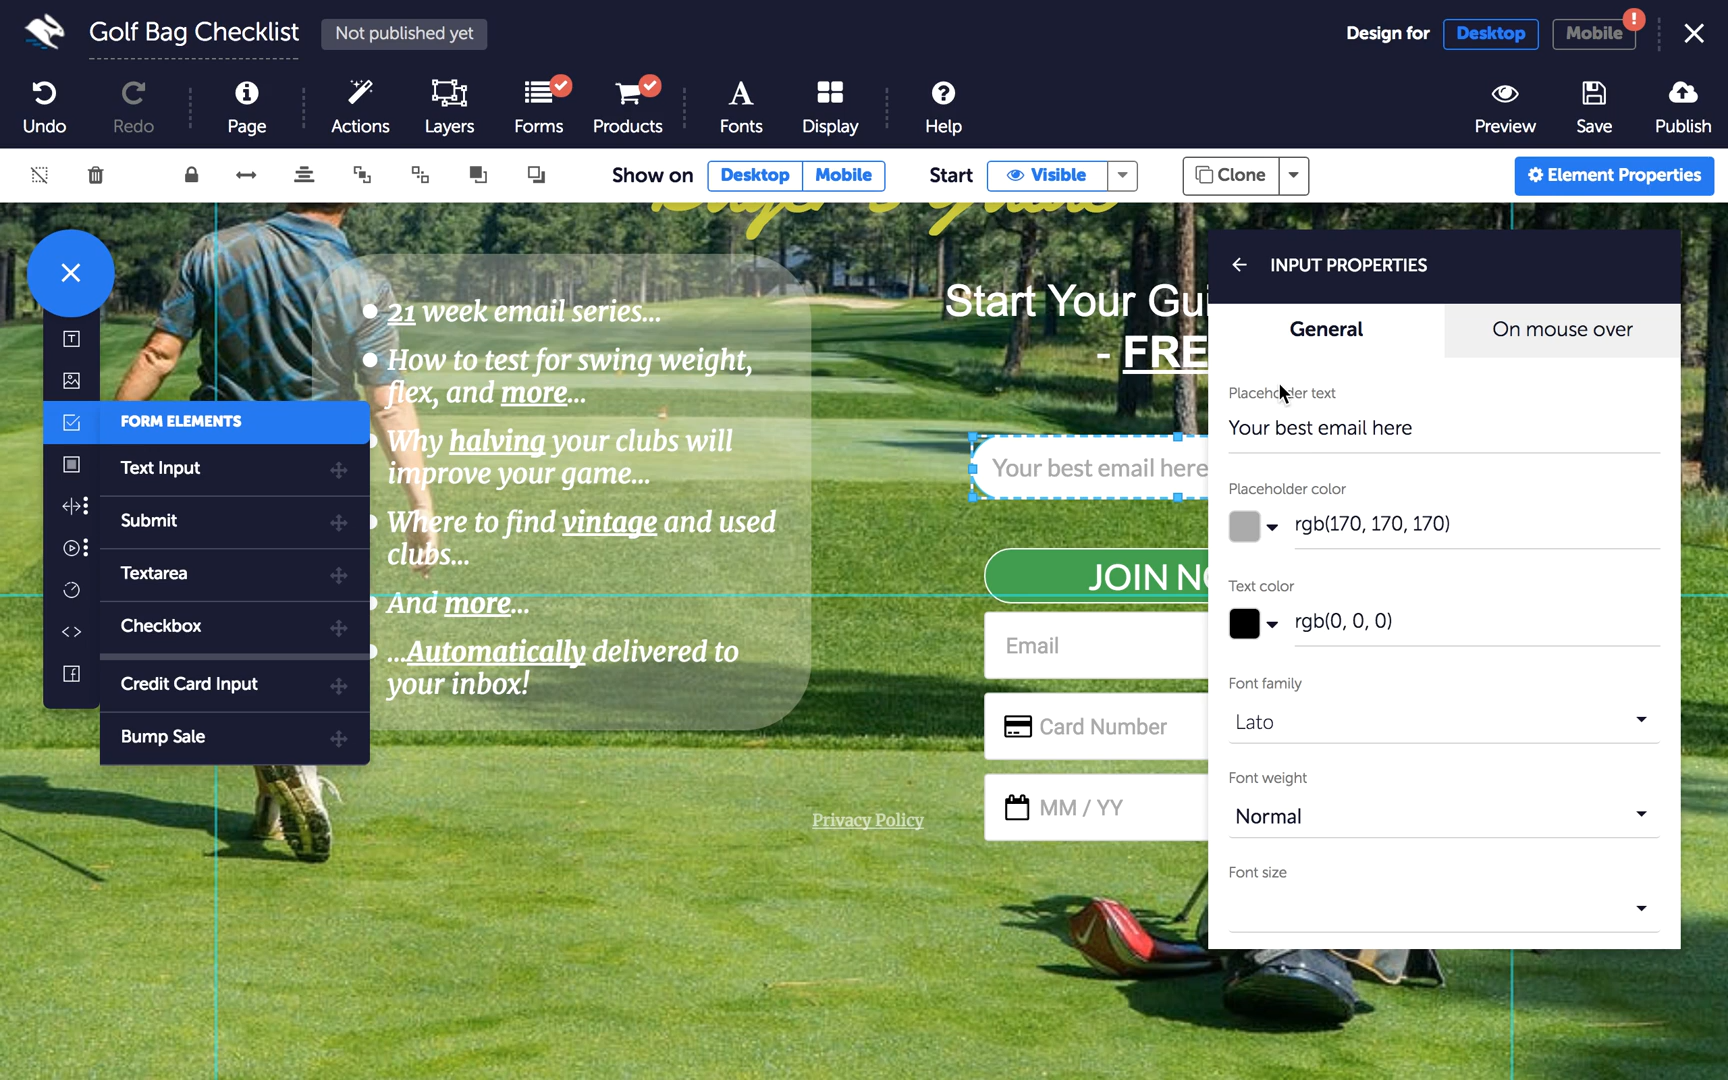 Golf Bag Checklist
Not published yet
Design for
Desktop
Mobile
!
Undo
Redo
Page
Actions
Layers
Forms
Products
Fonts
Display
Help
Preview
Save
Publish
Show on
Desktop
Mobile
Start
Visible
Clone
Element Properties
FORM ELEMENTS
Text Input
Submit
Textarea
Checkbox
Credit Card Input
Bump Sale
21 week email series...
How to test for swing weight,
flex, and more...
Why halving your clubs will
improve your game...
Where to find vintage and used
clubs...
And more...
...Automatically delivered to
your inbox!
Privacy Policy
Start Your Gu
- FRE
Your best email here
JOIN N
Email
Card Number
MM / YY
INPUT PROPERTIES
General
On mouse over
Placeholder text
Your best email here
Placeholder color
rgb(170, 170, 170)
Text color
rgb(0, 0, 0)
Font family
Lato
Font weight
Normal
Font size